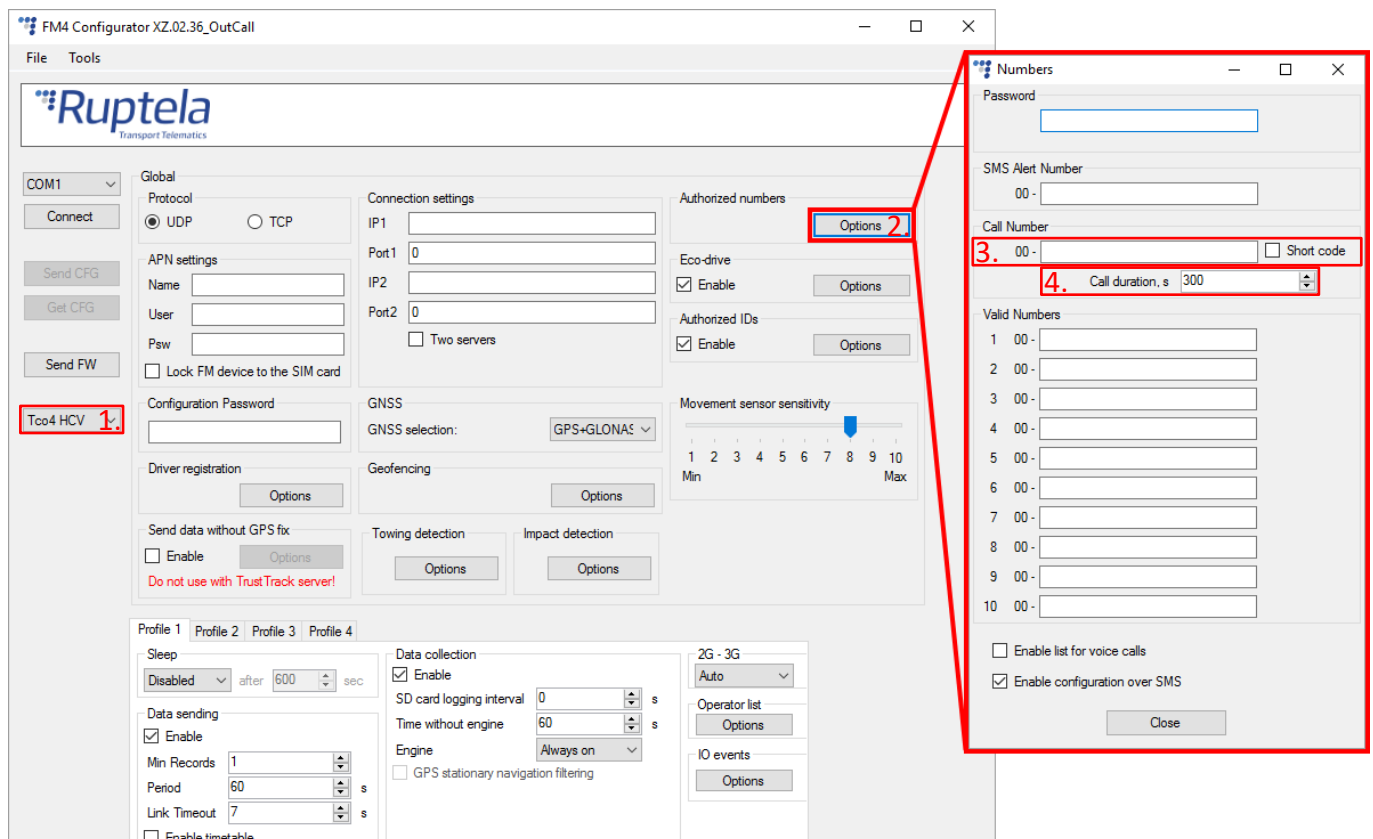 FM4 Configurator XZ.02.36_OutCall
File Tools
Ruptela
Transport Telematics
COM1
Connect
Send CFG
Get CFG
Send FW
Tco4 HCV 1.
Global
Protocol
UDP TCP
APN settings
Name
User
Psw
Lock FM device to the SIM card
Connection settings
IP1
Port1 0
IP2
Port2 0
Two servers
Authorized numbers
Options 2.
Eco-drive
Enable Options
Authorized IDs
Enable Options
Configuration Password
GNSS
GNSS selection: GPS+GLONAS
Movement sensor sensitivity
1 2 3 4 5 6 7 8 9 10
Min Max
Driver registration
Options
Geofencing
Options
Send data without GPS fix
Enable Options
Do not use with TrustTrack server!
Towing detection
Options
Impact detection
Options
Profile 1 Profile 2 Profile 3 Profile 4
Sleep
Disabled after 600 sec
Data sending
Enable
Min Records 1
Period 60 s
Link Timeout 7 s
Enable timetable
Data collection
Enable
SD card logging interval 0 s
Time without engine 60 s
Engine Always on
GPS stationary navigation filtering
2G - 3G
Auto
Operator list
Options
IO events
Options
Numbers
Password
SMS Alert Number
00 -
Call Number
3. 00 - Short code
4. Call duration, s 300
Valid Numbers
1 00 -
2 00 -
3 00 -
4 00 -
5 00 -
6 00 -
7 00 -
8 00 -
9 00 -
10 00 -
Enable list for voice calls
Enable configuration over SMS
Close